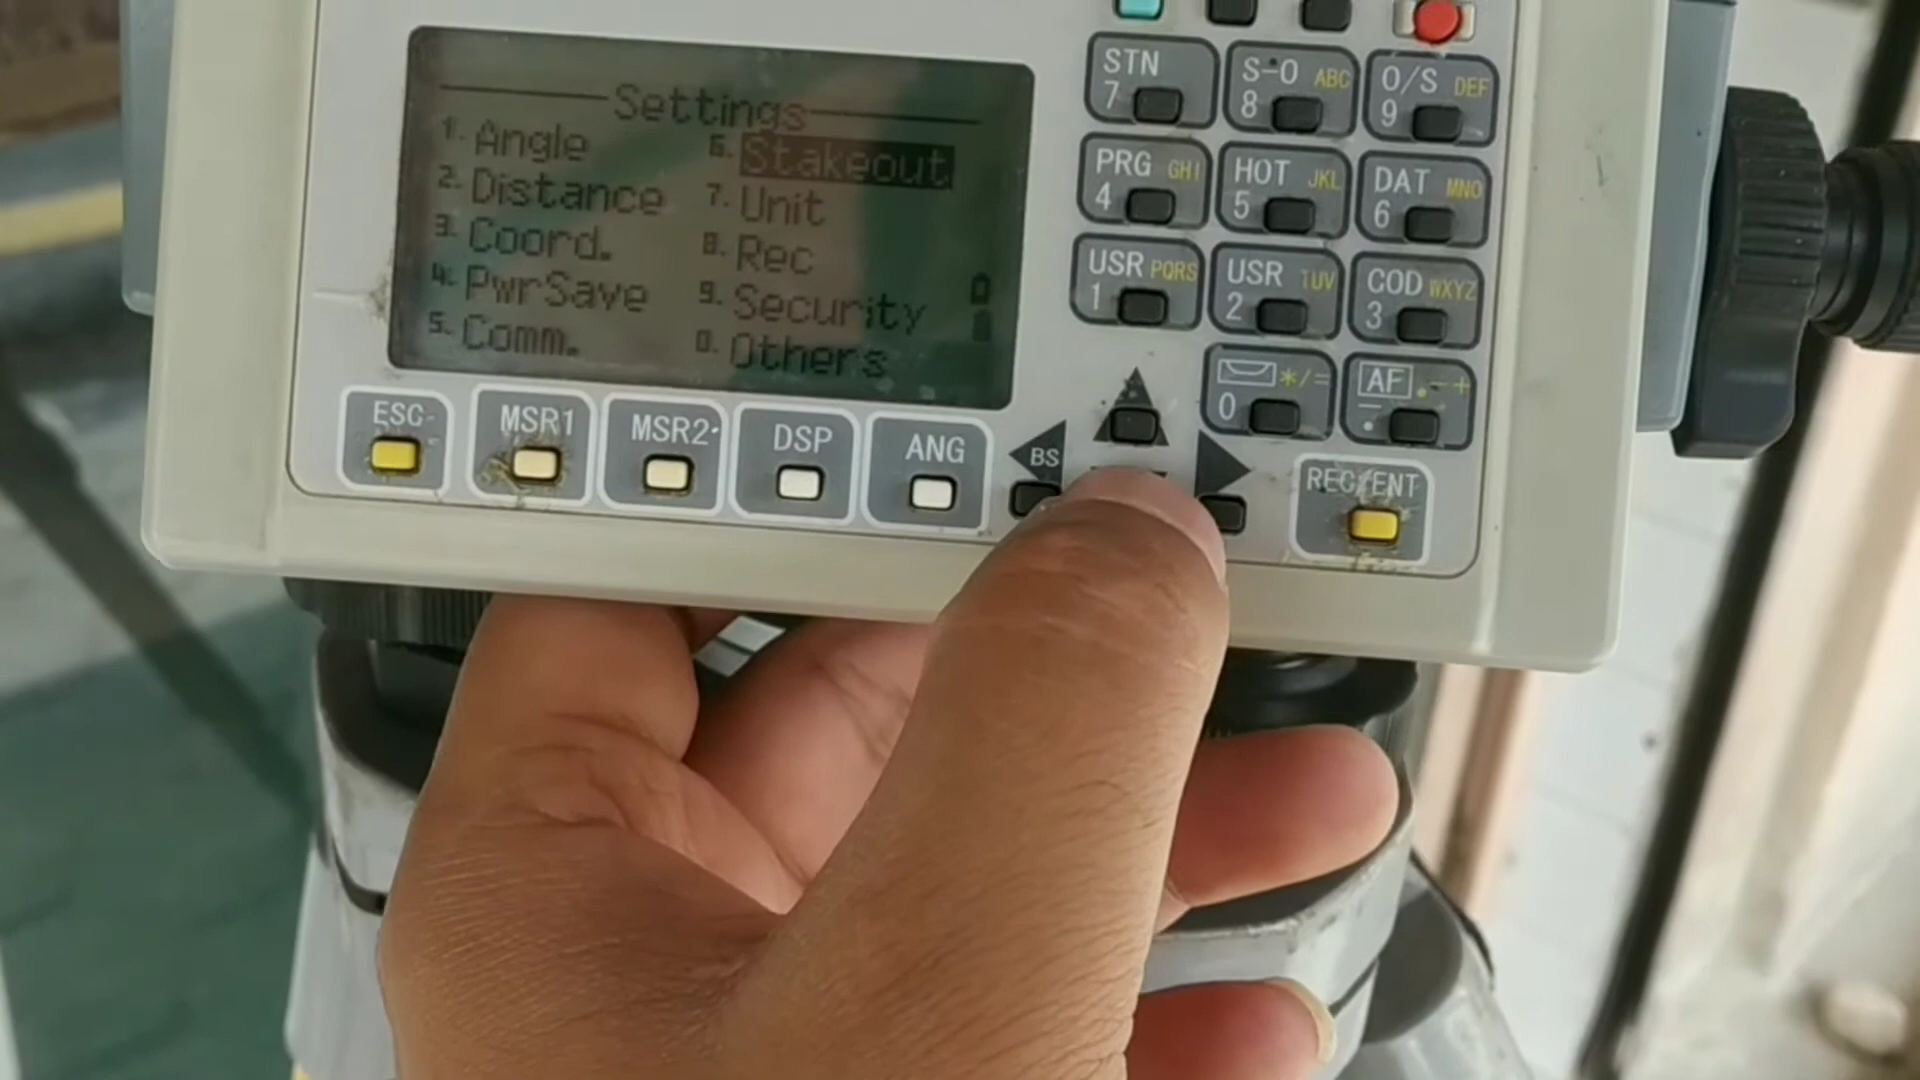 Settings
1. Angle
2. Distance
3. Coord.
4. PwrSave
5. Comm.
6. Stakeout
7. Unit
8. Rec
9. Security
0. Others
STN
7
S-O ABC
8
O/S DEF
9
PRG GHI
4
HOT JKL
5
DAT MNO
6
USR PQRS
1
USR TUV
2
COD WXYZ
3
*/=
0
AF .-+
ESC
MSR1
MSR2
DSP
ANG
BS
REC/ENT